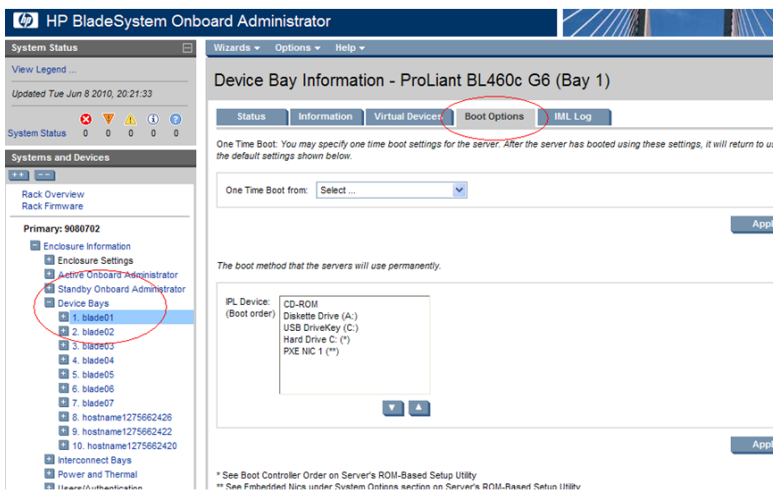 HP BladeSystem Onboard Administrator
System Status
View Legend ...
Updated Tue Jun 8 2010, 20:21:33
System Status 0 0 0 0 0
Systems and Devices
Rack Overview
Rack Firmware
Primary: 9080702
Enclosure Information
Enclosure Settings
Active Onboard Administrator
Standby Onboard Administrator
Device Bays
1. blade01
2. blade02
3. blade03
4. blade04
5. blade05
6. blade06
7. blade07
8. hostname1275662426
9. hostname1275662422
10. hostname1275662420
Interconnect Bays
Power and Thermal
Users/Authentication
Wizards Options Help
Device Bay Information - ProLiant BL460c G6 (Bay 1)
Status Information Virtual Devices Boot Options IML Log
One Time Boot: You may specify one time boot settings for the server. After the server has booted using these settings, it will return to us
the default settings shown below.
One Time Boot from: Select ...
Appl
The boot method that the servers will use permanently.
IPL Device:
(Boot order)
CD-ROM
Diskette Drive (A:)
USB DriveKey (C:)
Hard Drive C: (*)
PXE NIC 1 (**)
Appl
* See Boot Controller Order on Server's ROM-Based Setup Utility
** See Embedded Nics under System Options section on Server's ROM-Based Setup Utility